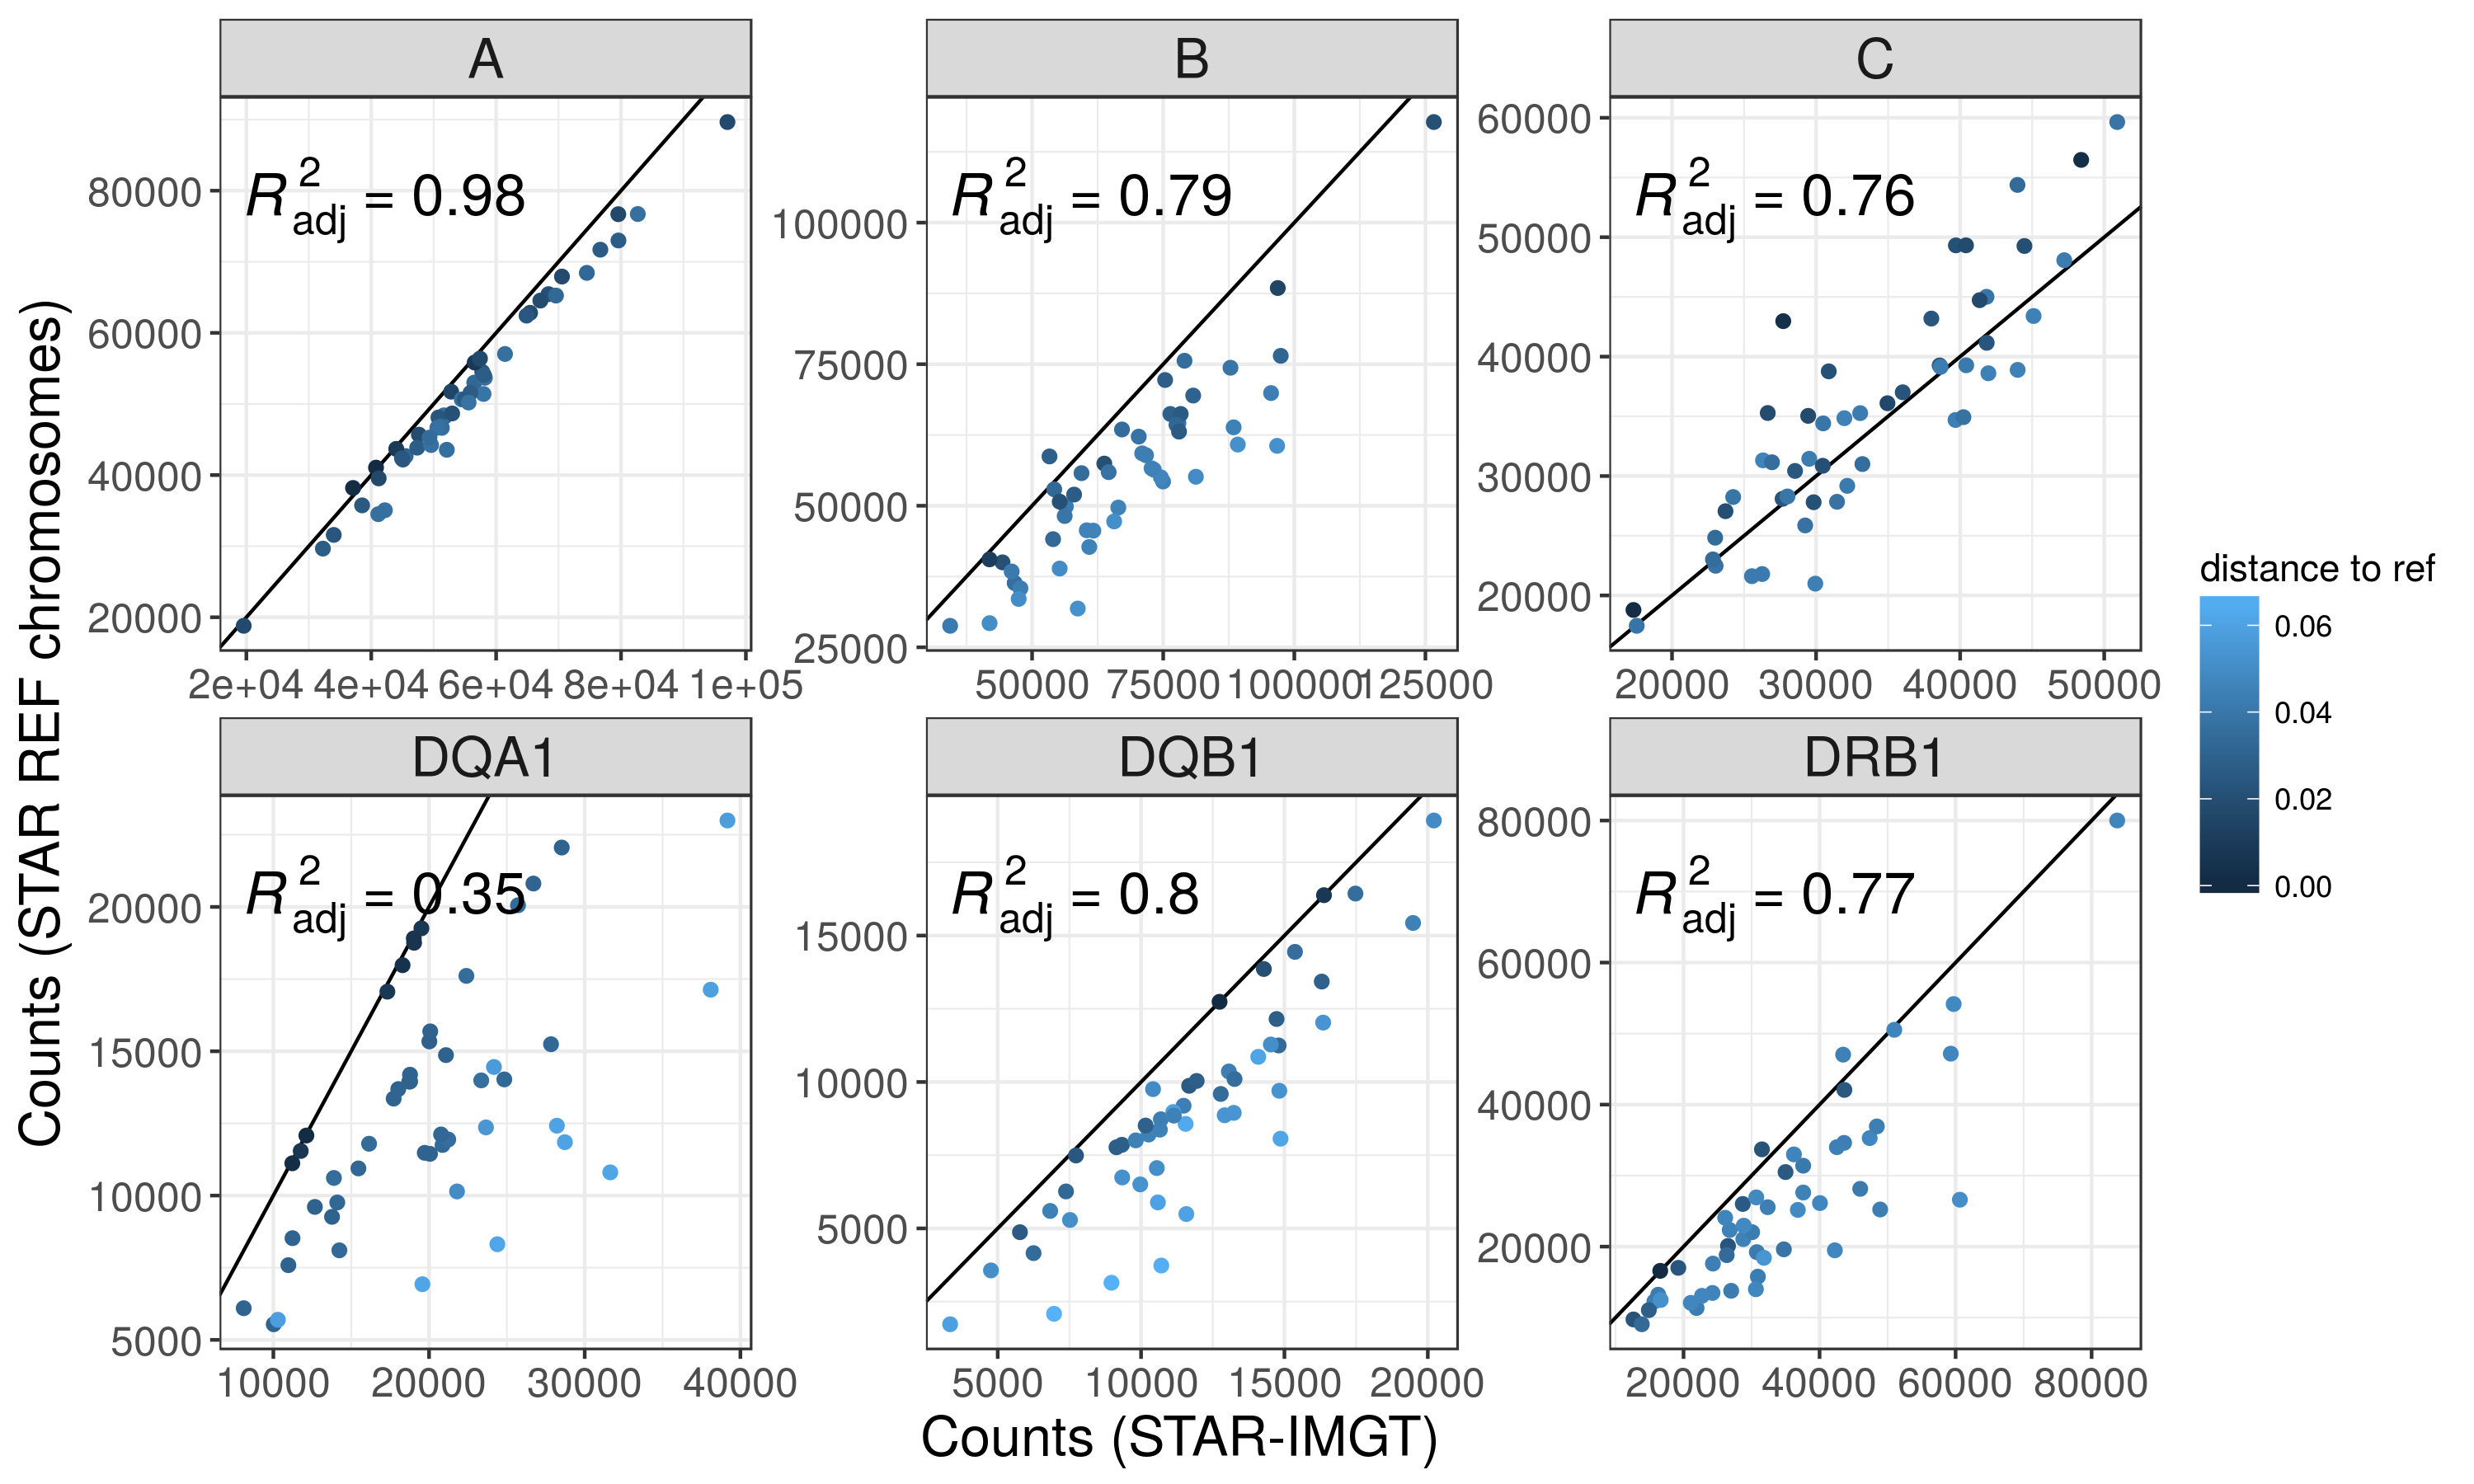 A
B
C
Counts (STAR REF chromosomes)
80000
60000
40000
20000
R²adj = 0.98
2e+04 4e+04 6e+04 8e+04 1e+05
100000
75000
50000
25000
R²adj = 0.79
50000 75000 100000 125000
60000
50000
40000
30000
20000
R²adj = 0.76
20000 30000 40000 50000
distance to ref
0.06
0.04
0.02
0.00
DQA1
DQB1
DRB1
20000
15000
10000
5000
R²adj = 0.35
10000 20000 30000 40000
15000
10000
5000
R²adj = 0.8
5000 10000 15000 20000
80000
60000
40000
20000
R²adj = 0.77
20000 40000 60000 80000
Counts (STAR-IMGT)